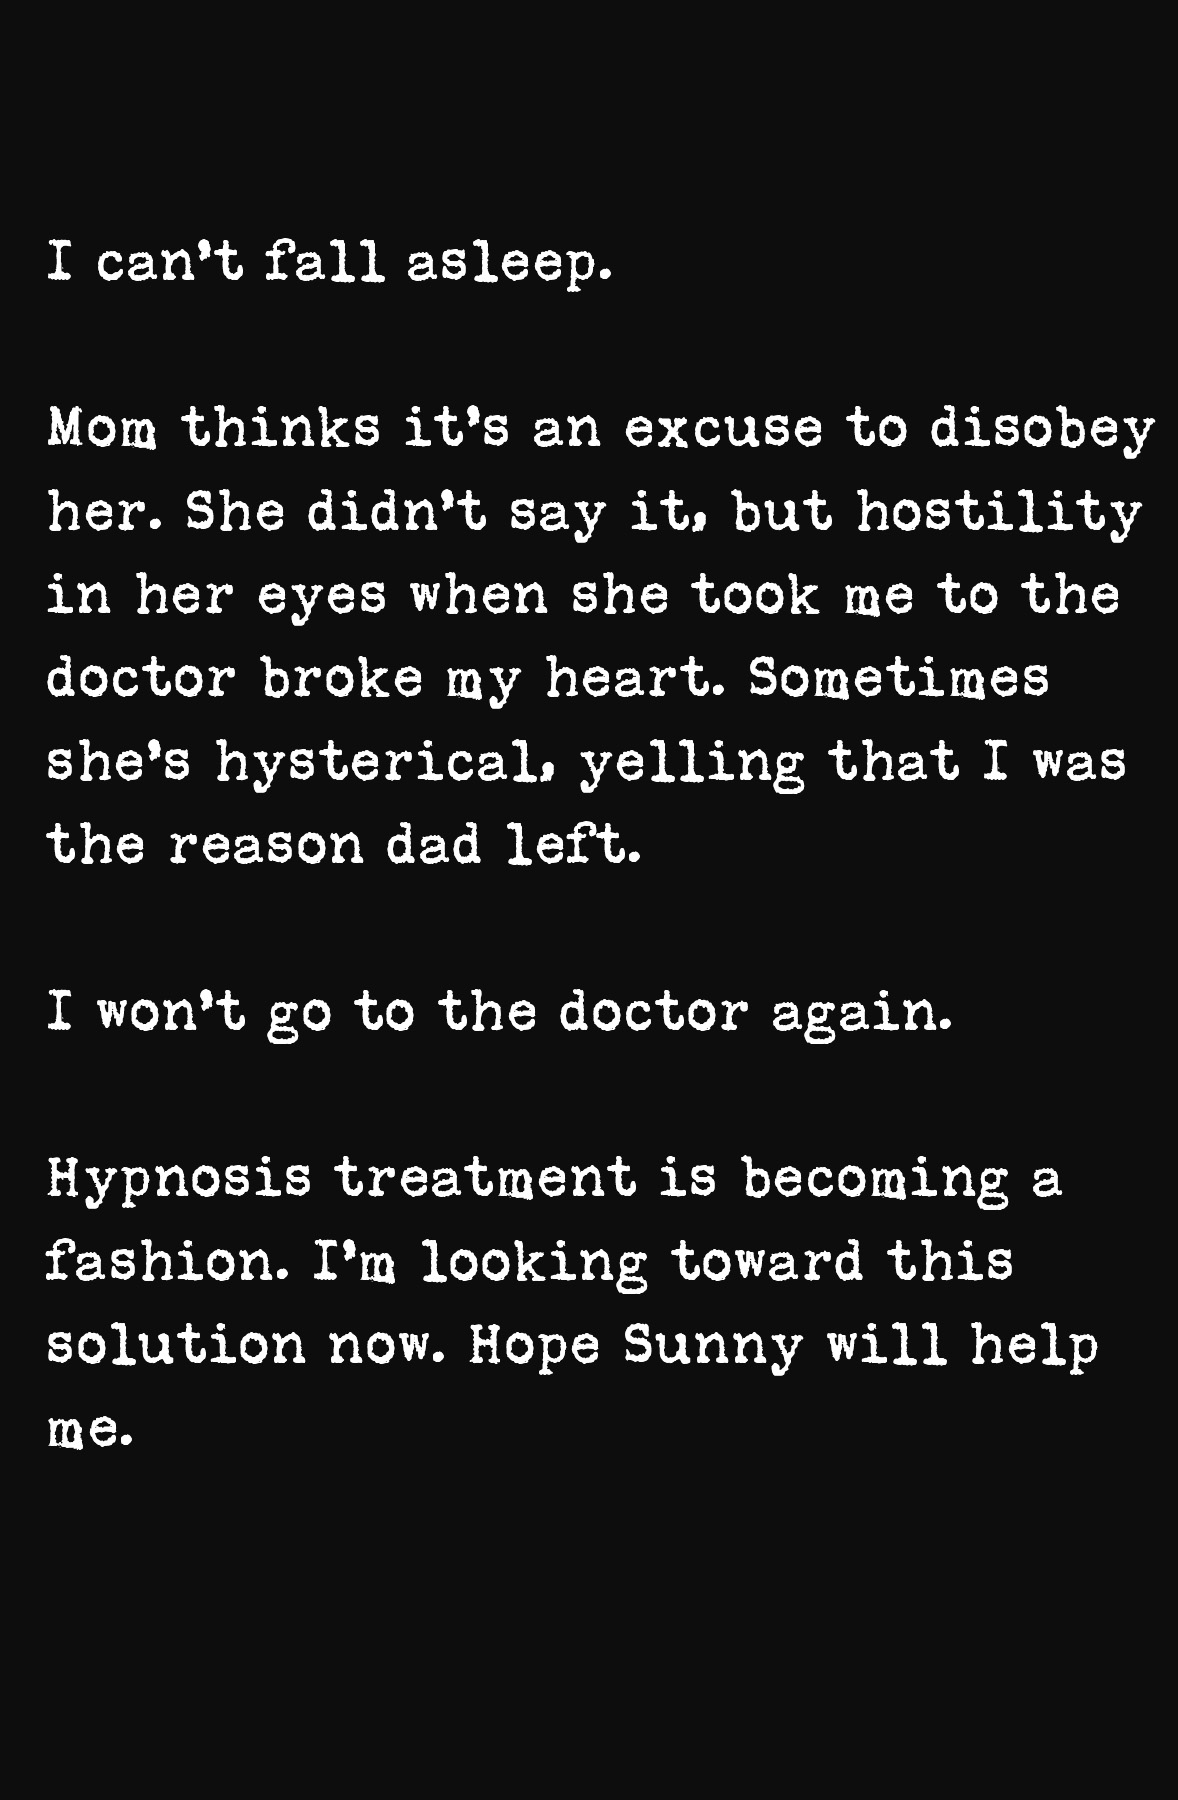 I can't fall asleep.
Mom thinks it's an excuse to disobey
her. She didn't say it, but hostility
in her eyes when she took me to the
doctor broke my heart. Sometimes
she's hysterical, yelling that I was
the reason dad left.
I won't go to the doctor again.
Hypnosis treatment is becoming a
fashion. I'm looking toward this
solution now. Hope Sunny will help
me.